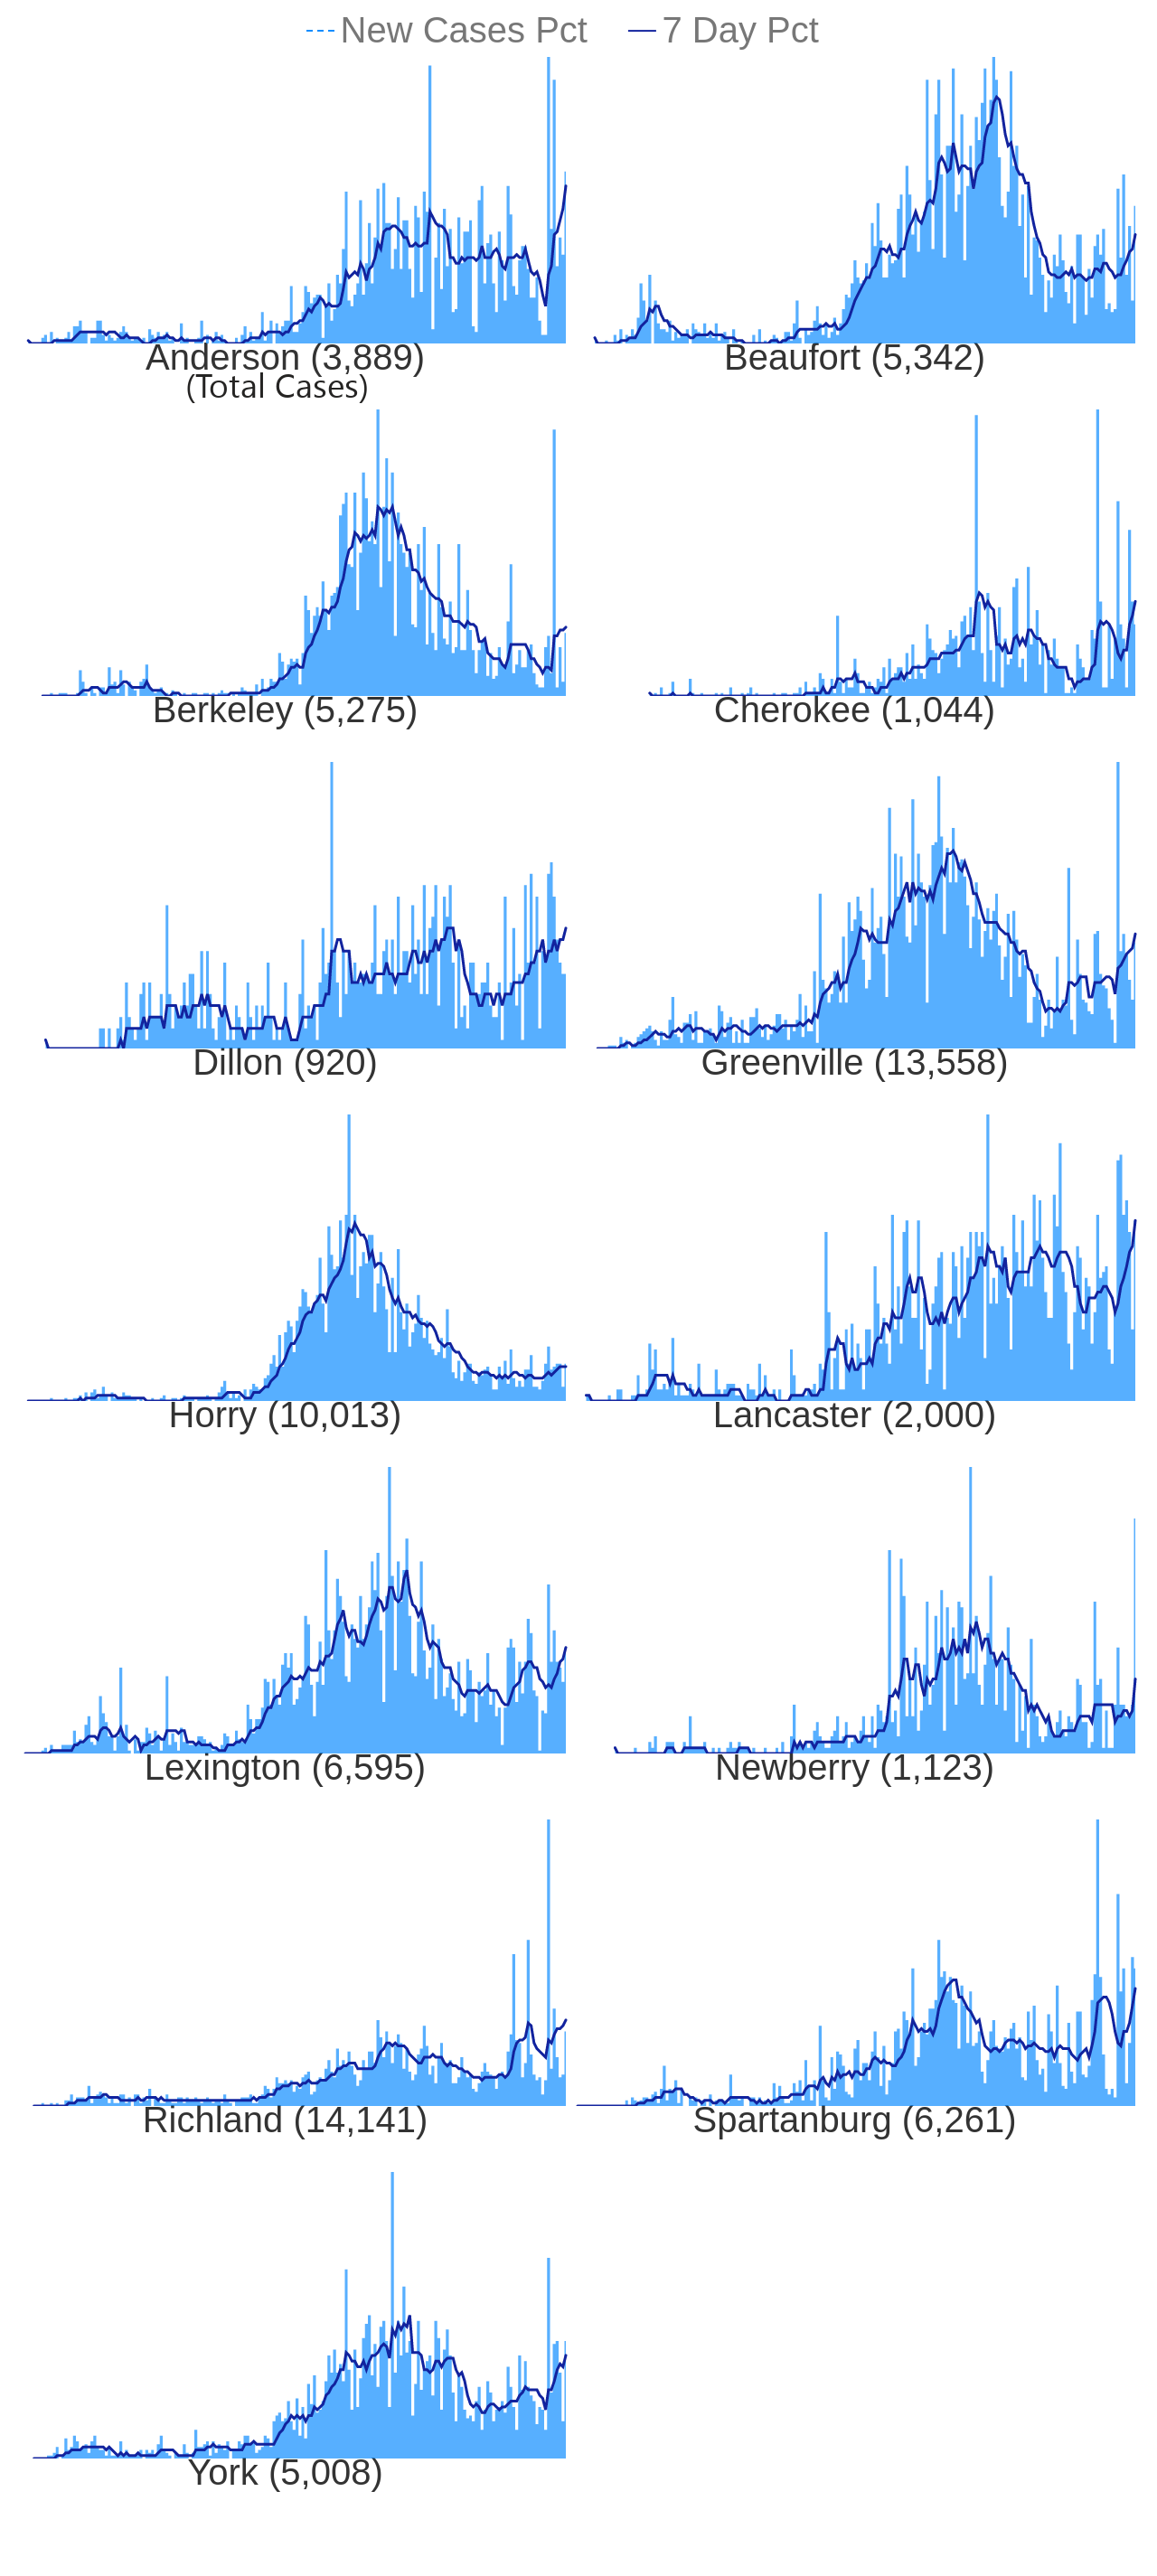 New Cases Pct 7 Day Pct
Anderson (3,889) Beaufort (5,342)
(Total Cases)
Berkeley (5,275) Cherokee (1,044)
Dillon (920) Greenville (13,558)
Horry (10,013) Lancaster (2,000)
Lexington (6,595) Newberry (1,123)
Richland (14,141) Spartanburg (6,261)
York (5,008)